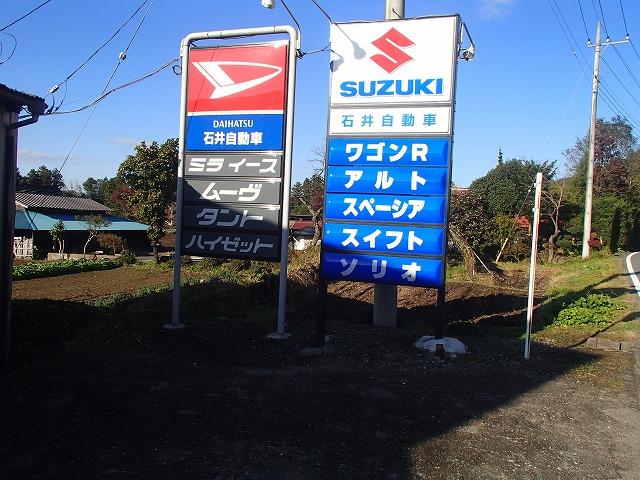 DAIHATSU
石井自動車
ミライース
ムーヴ
タント
ハイゼット
SUZUKI
石井自動車
ワゴンR
アルト
スペーシア
スイフト
ソリオ